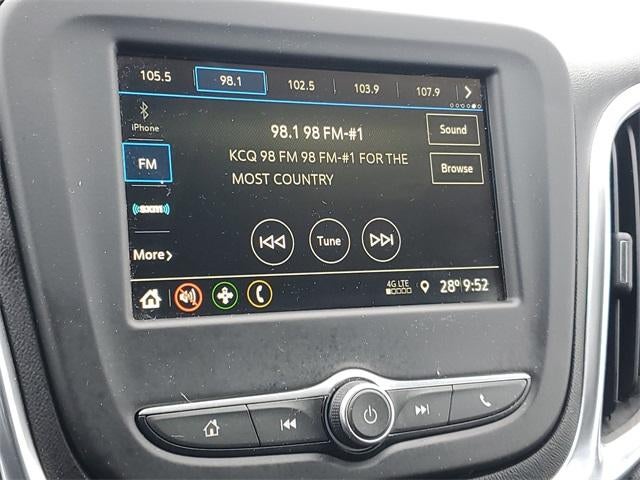 105.5 98.1 102.5 103.9 107.9
iPhone
98.1 98 FM-#1
Sound
FM
KCQ 98 FM 98 FM-#1 FOR THE
MOST COUNTRY
Browse
((SXM))
Tune
More
4G LTE
28° 9:52